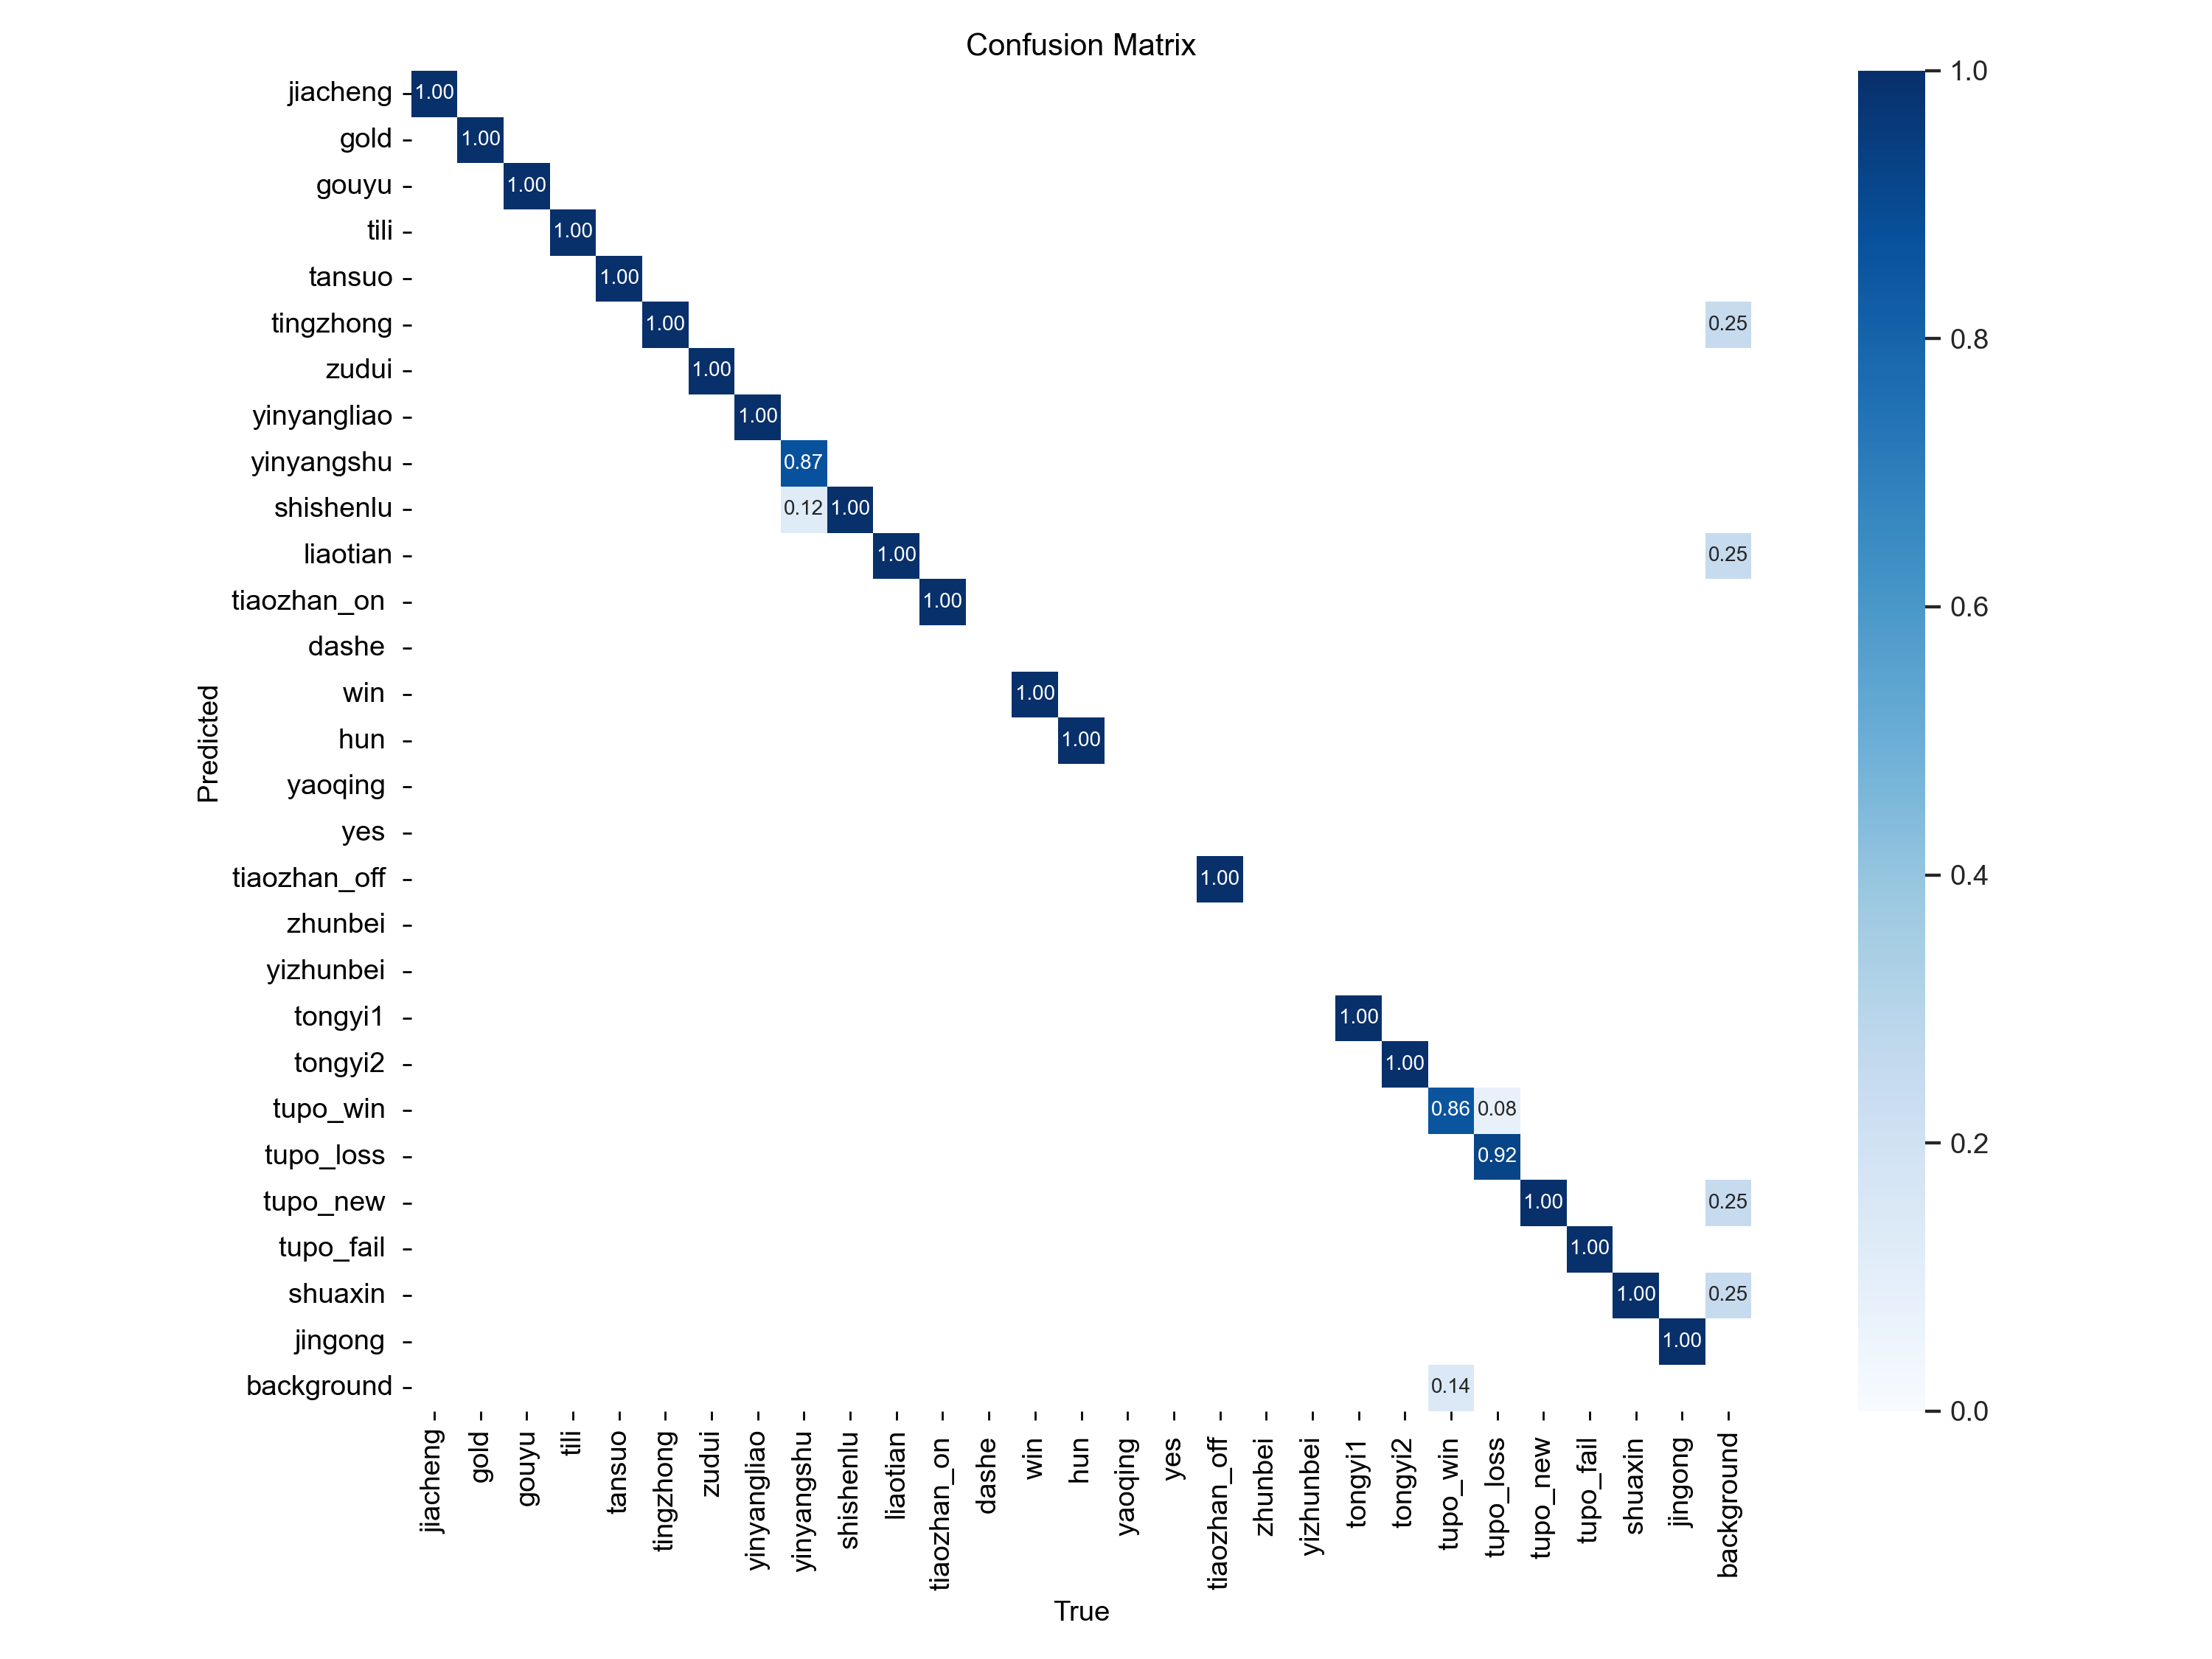 Confusion Matrix
jiacheng 1.00
gold 1.00
gouyu 1.00
tili 1.00
tansuo 1.00
tingzhong 1.00 0.25
zudui 1.00
yinyangliao 1.00
yinyangshu 0.87
shishenlu 0.12 1.00
liaotian 1.00 0.25
tiaozhan_on 1.00
dashe
win 1.00
hun 1.00
yaoqing
yes
tiaozhan_off 1.00
zhunbei
yizhunbei
tongyi1 1.00
tongyi2 1.00
tupo_win 0.86 0.08
tupo_loss 0.92
tupo_new 1.00 0.25
tupo_fail 1.00
shuaxin 1.00 0.25
jingong 1.00
background 0.14
Predicted
jiacheng
gold
gouyu
tili
tansuo
tingzhong
zudui
yinyangliao
yinyangshu
shishenlu
liaotian
tiaozhan_on
dashe
win
hun
yaoqing
yes
tiaozhan_off
zhunbei
yizhunbei
tongyi1
tongyi2
tupo_win
tupo_loss
tupo_new
tupo_fail
shuaxin
jingong
background
True
1.0
0.8
0.6
0.4
0.2
0.0